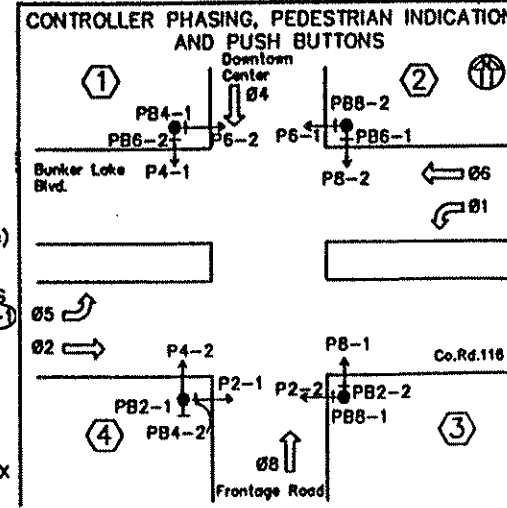 CONTROLLER PHASING, PEDESTRIAN INDICATION
AND PUSH BUTTONS
1
Downtown
Center
Ø4
2
PB4-1
PB8-2
PB6-2
P6-2
P6-1
PB6-1
Bunker Lake
Blvd.
P4-1
P8-2
Ø6
Ø1
Ø5
Ø2
P4-2
P8-1
Co.Rd.116
P2-1
P2-2
PB2-2
PB2-1
PB8-1
PB4-2
4
3
Ø8
Frontage Road